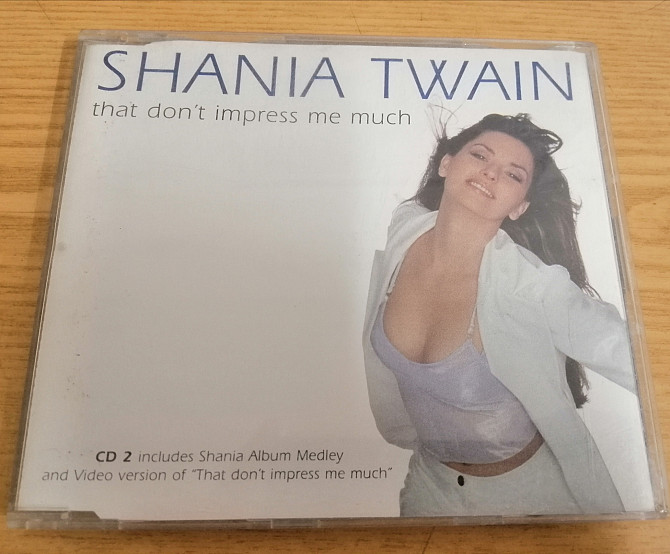 SHANIA TWAIN
that don't impress me much
CD 2 includes Shania Album Medley
and Video version of "That don't impress me much"